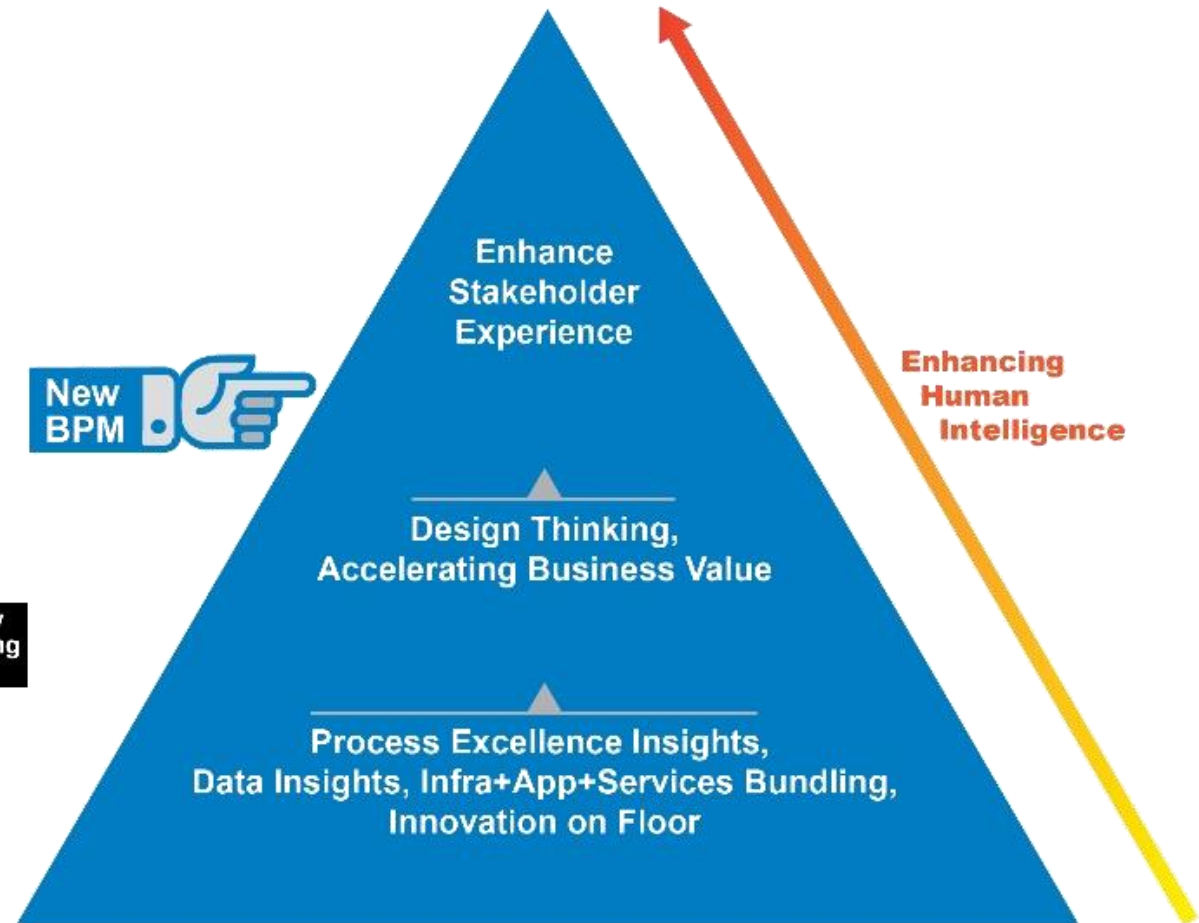 Enhance
Stakeholder
Experience
New
BPM
Enhancing
Human
Intelligence
Design Thinking,
Accelerating Business Value
Process Excellence Insights,
Data Insights, Infra+App+Services Bundling,
Innovation on Floor